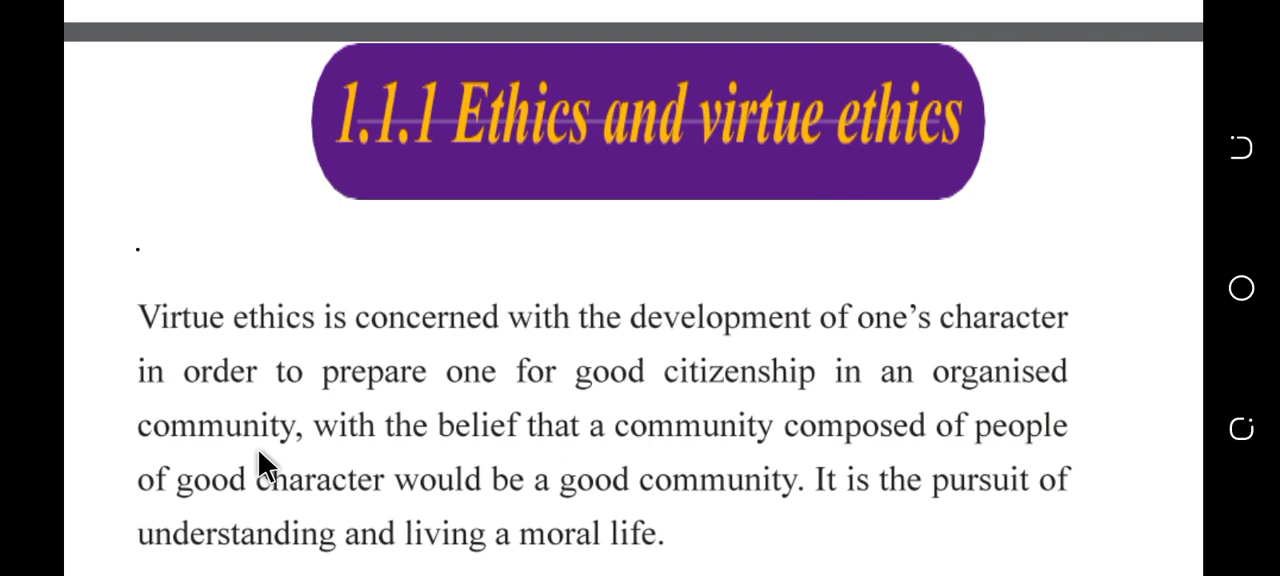 1.1.1 Ethics and virtue ethics
.
Virtue ethics is concerned with the development of one’s character
in order to prepare one for good citizenship in an organised
community, with the belief that a community composed of people
of good character would be a good community. It is the pursuit of
understanding and living a moral life.